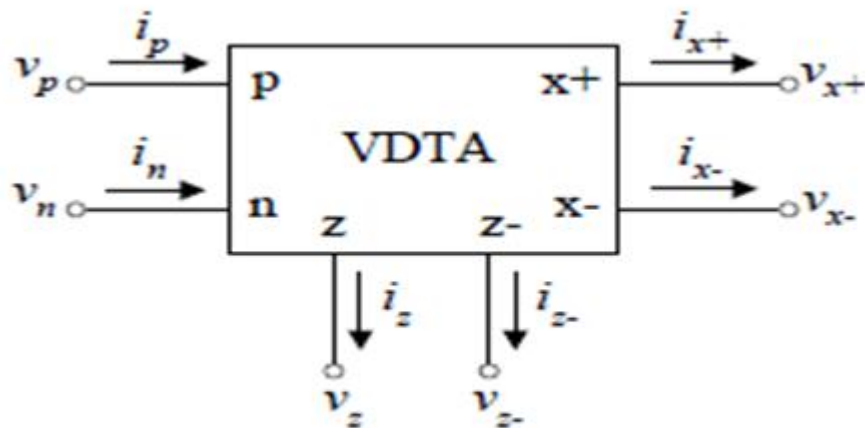 i_p i_x+
v_p p x+ v_x+
VDTA
i_n i_x-
v_n n x- v_x-
z z-
i_z i_z-
v_z v_z-